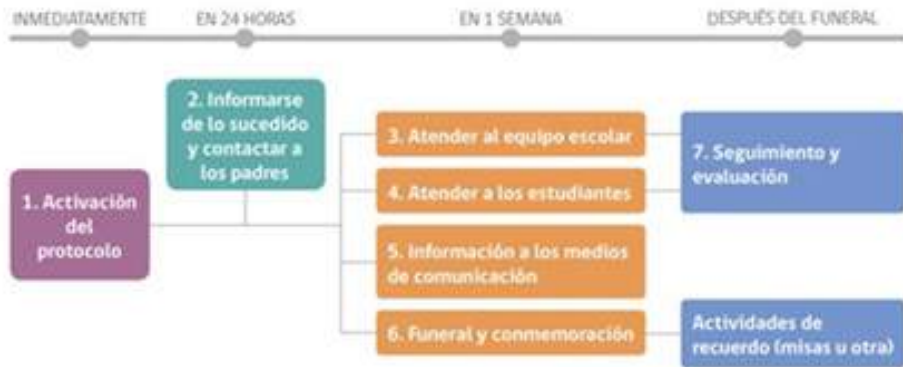 INMEDIATAMENTE
EN 24 HORAS
EN 1 SEMANA
DESPUÉS DEL FUNERAL
1. Activación
del
protocolo
2. Informarse
de lo sucedido
y contactar a
los padres
3. Atender al equipo escolar
4. Atender a los estudiantes
5. Información a los medios
de comunicación
6. Funeral y conmemoración
7. Seguimiento y
evaluación
Actividades de
recuerdo (misas u otra)